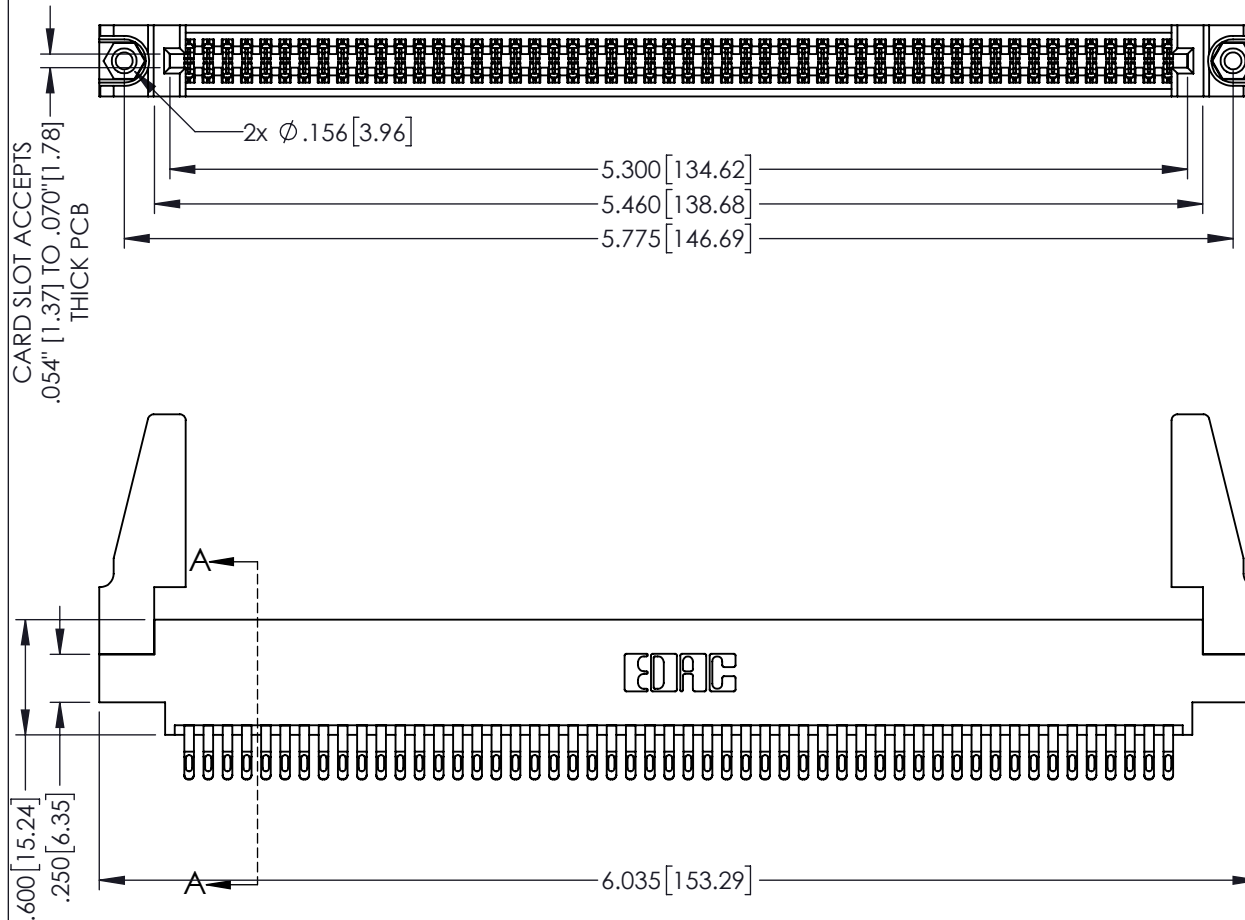 2x ∅ .156[3.96]
5.300[134.62]
5.460[138.68]
5.775[146.69]
CARD SLOT ACCEPTS
.054" [1.37] TO .070"[1.78]
THICK PCB
A
EDAC
.600[15.24]
.250[6.35]
A
6.035[153.29]